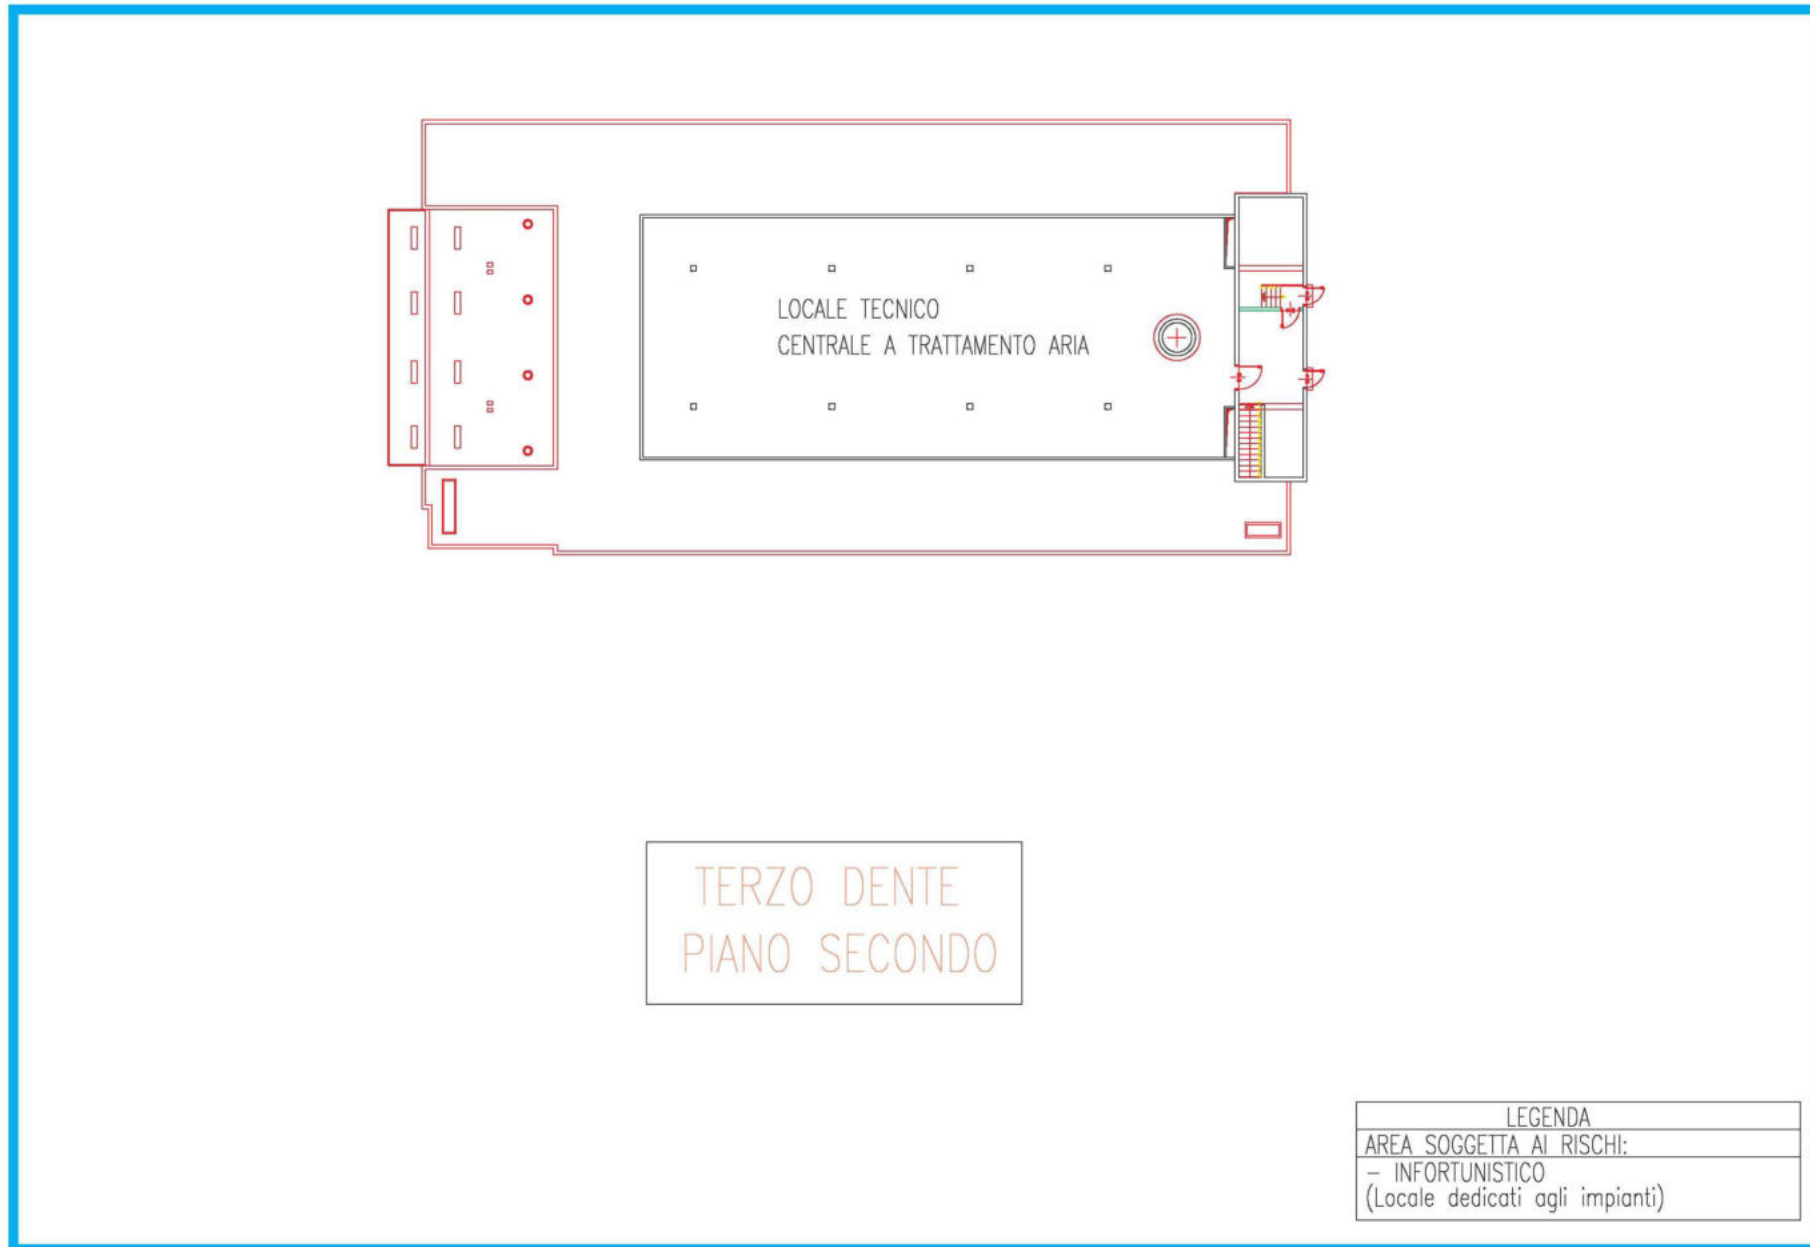 LOCALE TECNICO
CENTRALE A TRATTAMENTO ARIA
TERZO DENTE
PIANO SECONDO
LEGENDA
AREA SOGGETTA AI RISCHI:
– INFORTUNISTICO
(Locale dedicati agli impianti)